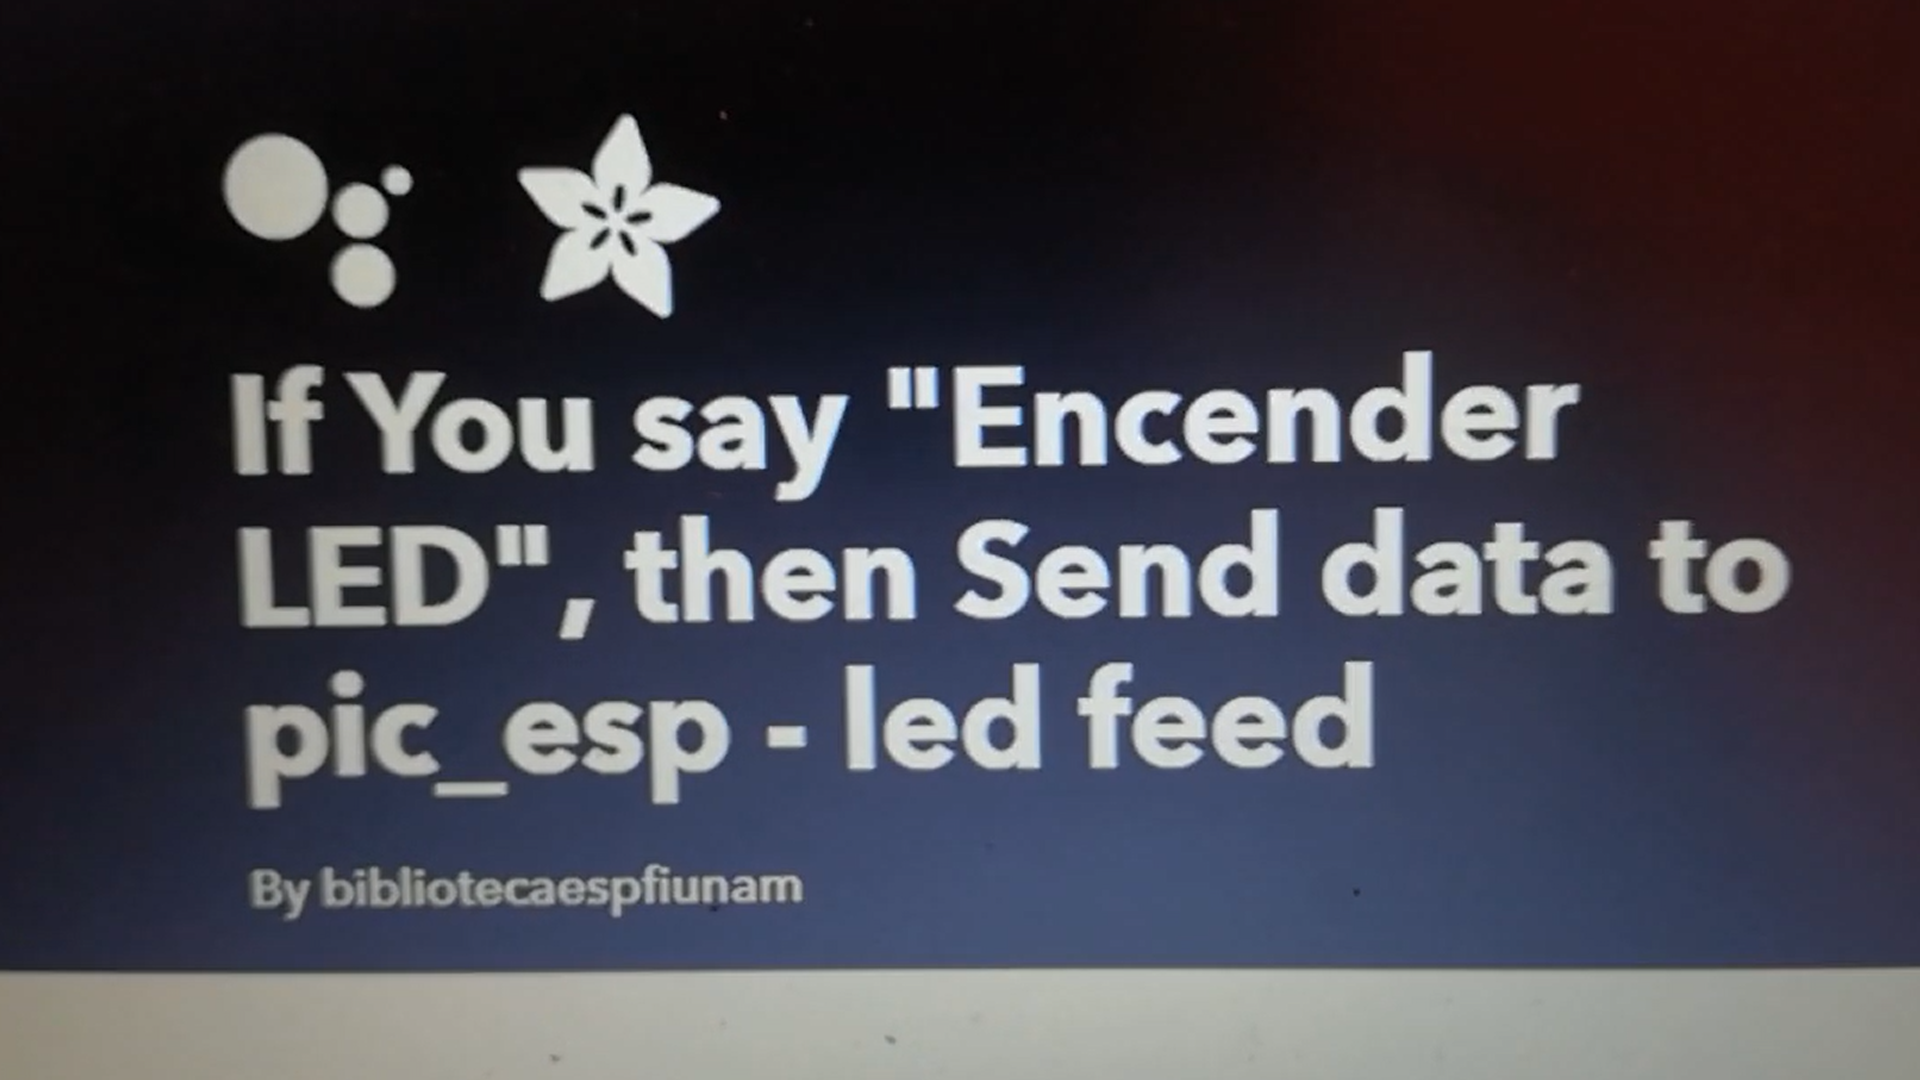 If You say "Encender
LED", then Send data to
pic_esp - led feed
By bibliotecaespfiunam